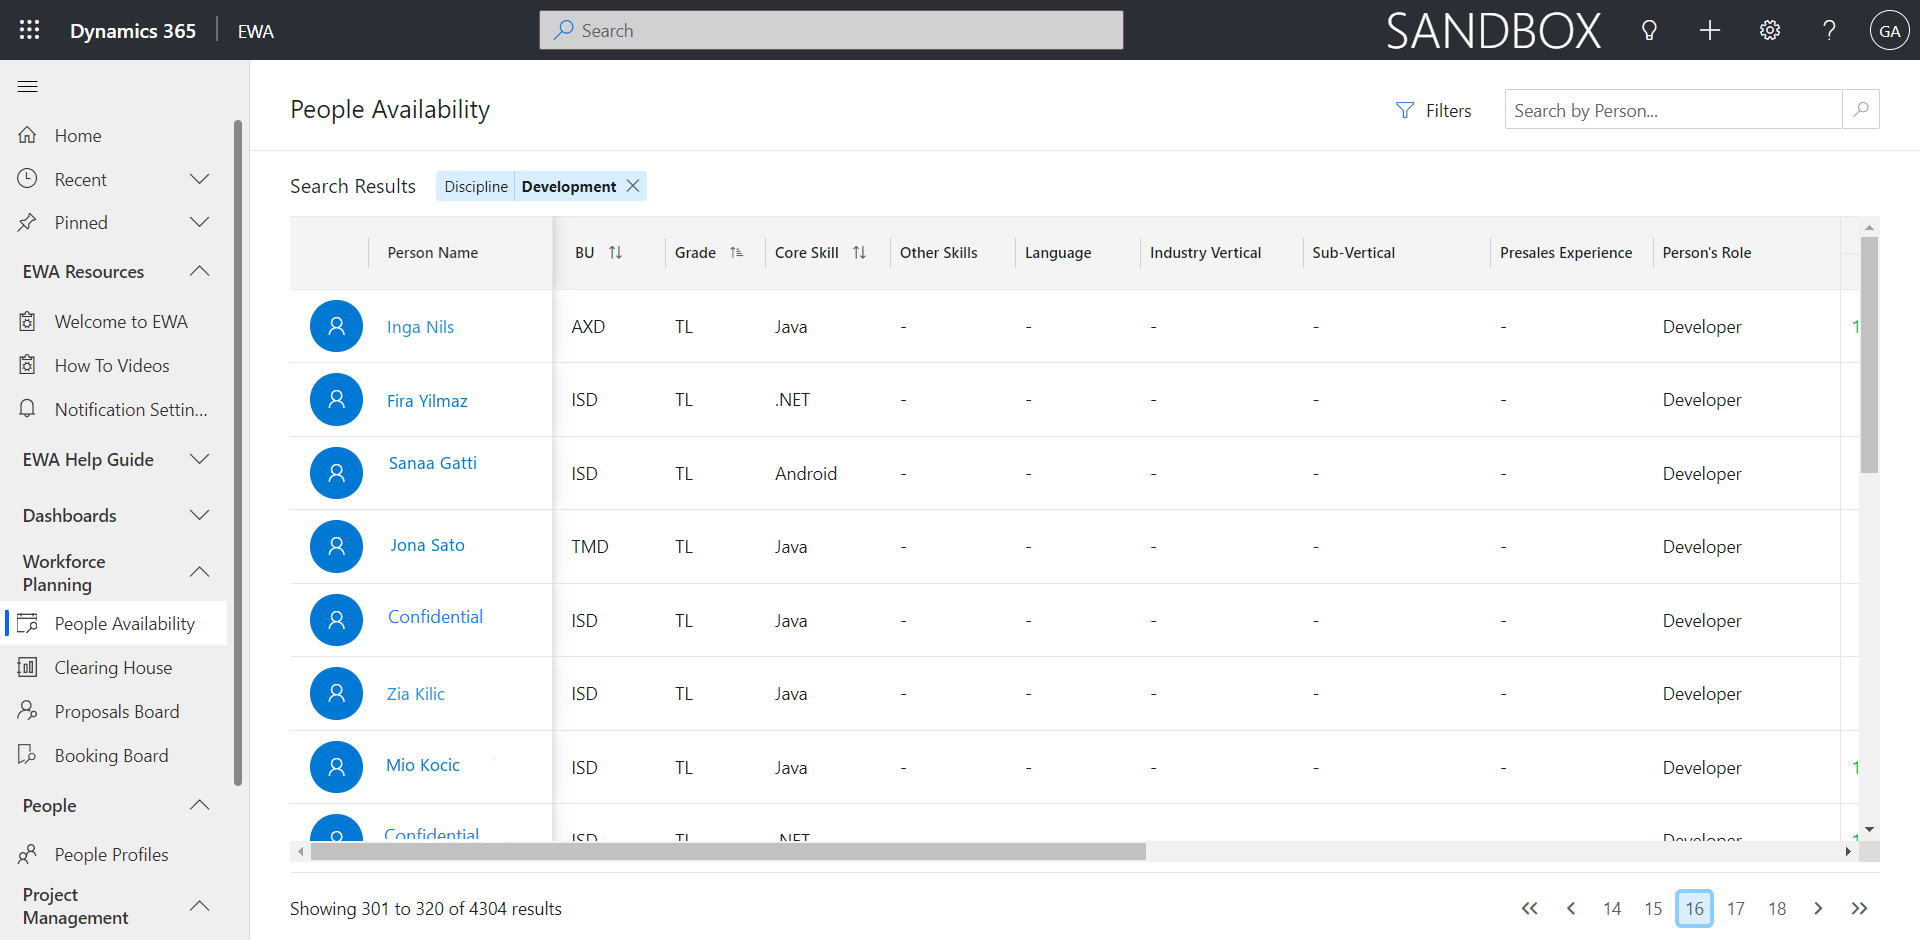 Dynamics 365 EWA Search SANDBOX GA
Home
Recent
Pinned
EWA Resources
Welcome to EWA
How To Videos
Notification Settin...
EWA Help Guide
Dashboards
Workforce
Planning
People Availability
Clearing House
Proposals Board
Booking Board
People
People Profiles
Project
Management
People Availability Filters Search by Person...
Search Results Discipline Development
Person Name BU Grade Core Skill Other Skills Language Industry Vertical Sub-Vertical Presales Experience Person's Role
Inga Nils AXD TL Java - - - - - Developer 1
Fira Yilmaz ISD TL .NET - - - - - Developer
Sanaa Gatti ISD TL Android - - - - - Developer
Jona Sato TMD TL Java - - - - - Developer
Confidential ISD TL Java - - - - - Developer
Zia Kilic ISD TL Java - - - - - Developer
Mio Kocic ISD TL Java - - - - - Developer 1
Confidential ISD TL .NET Developer 1
Showing 301 to 320 of 4304 results 14 15 16 17 18